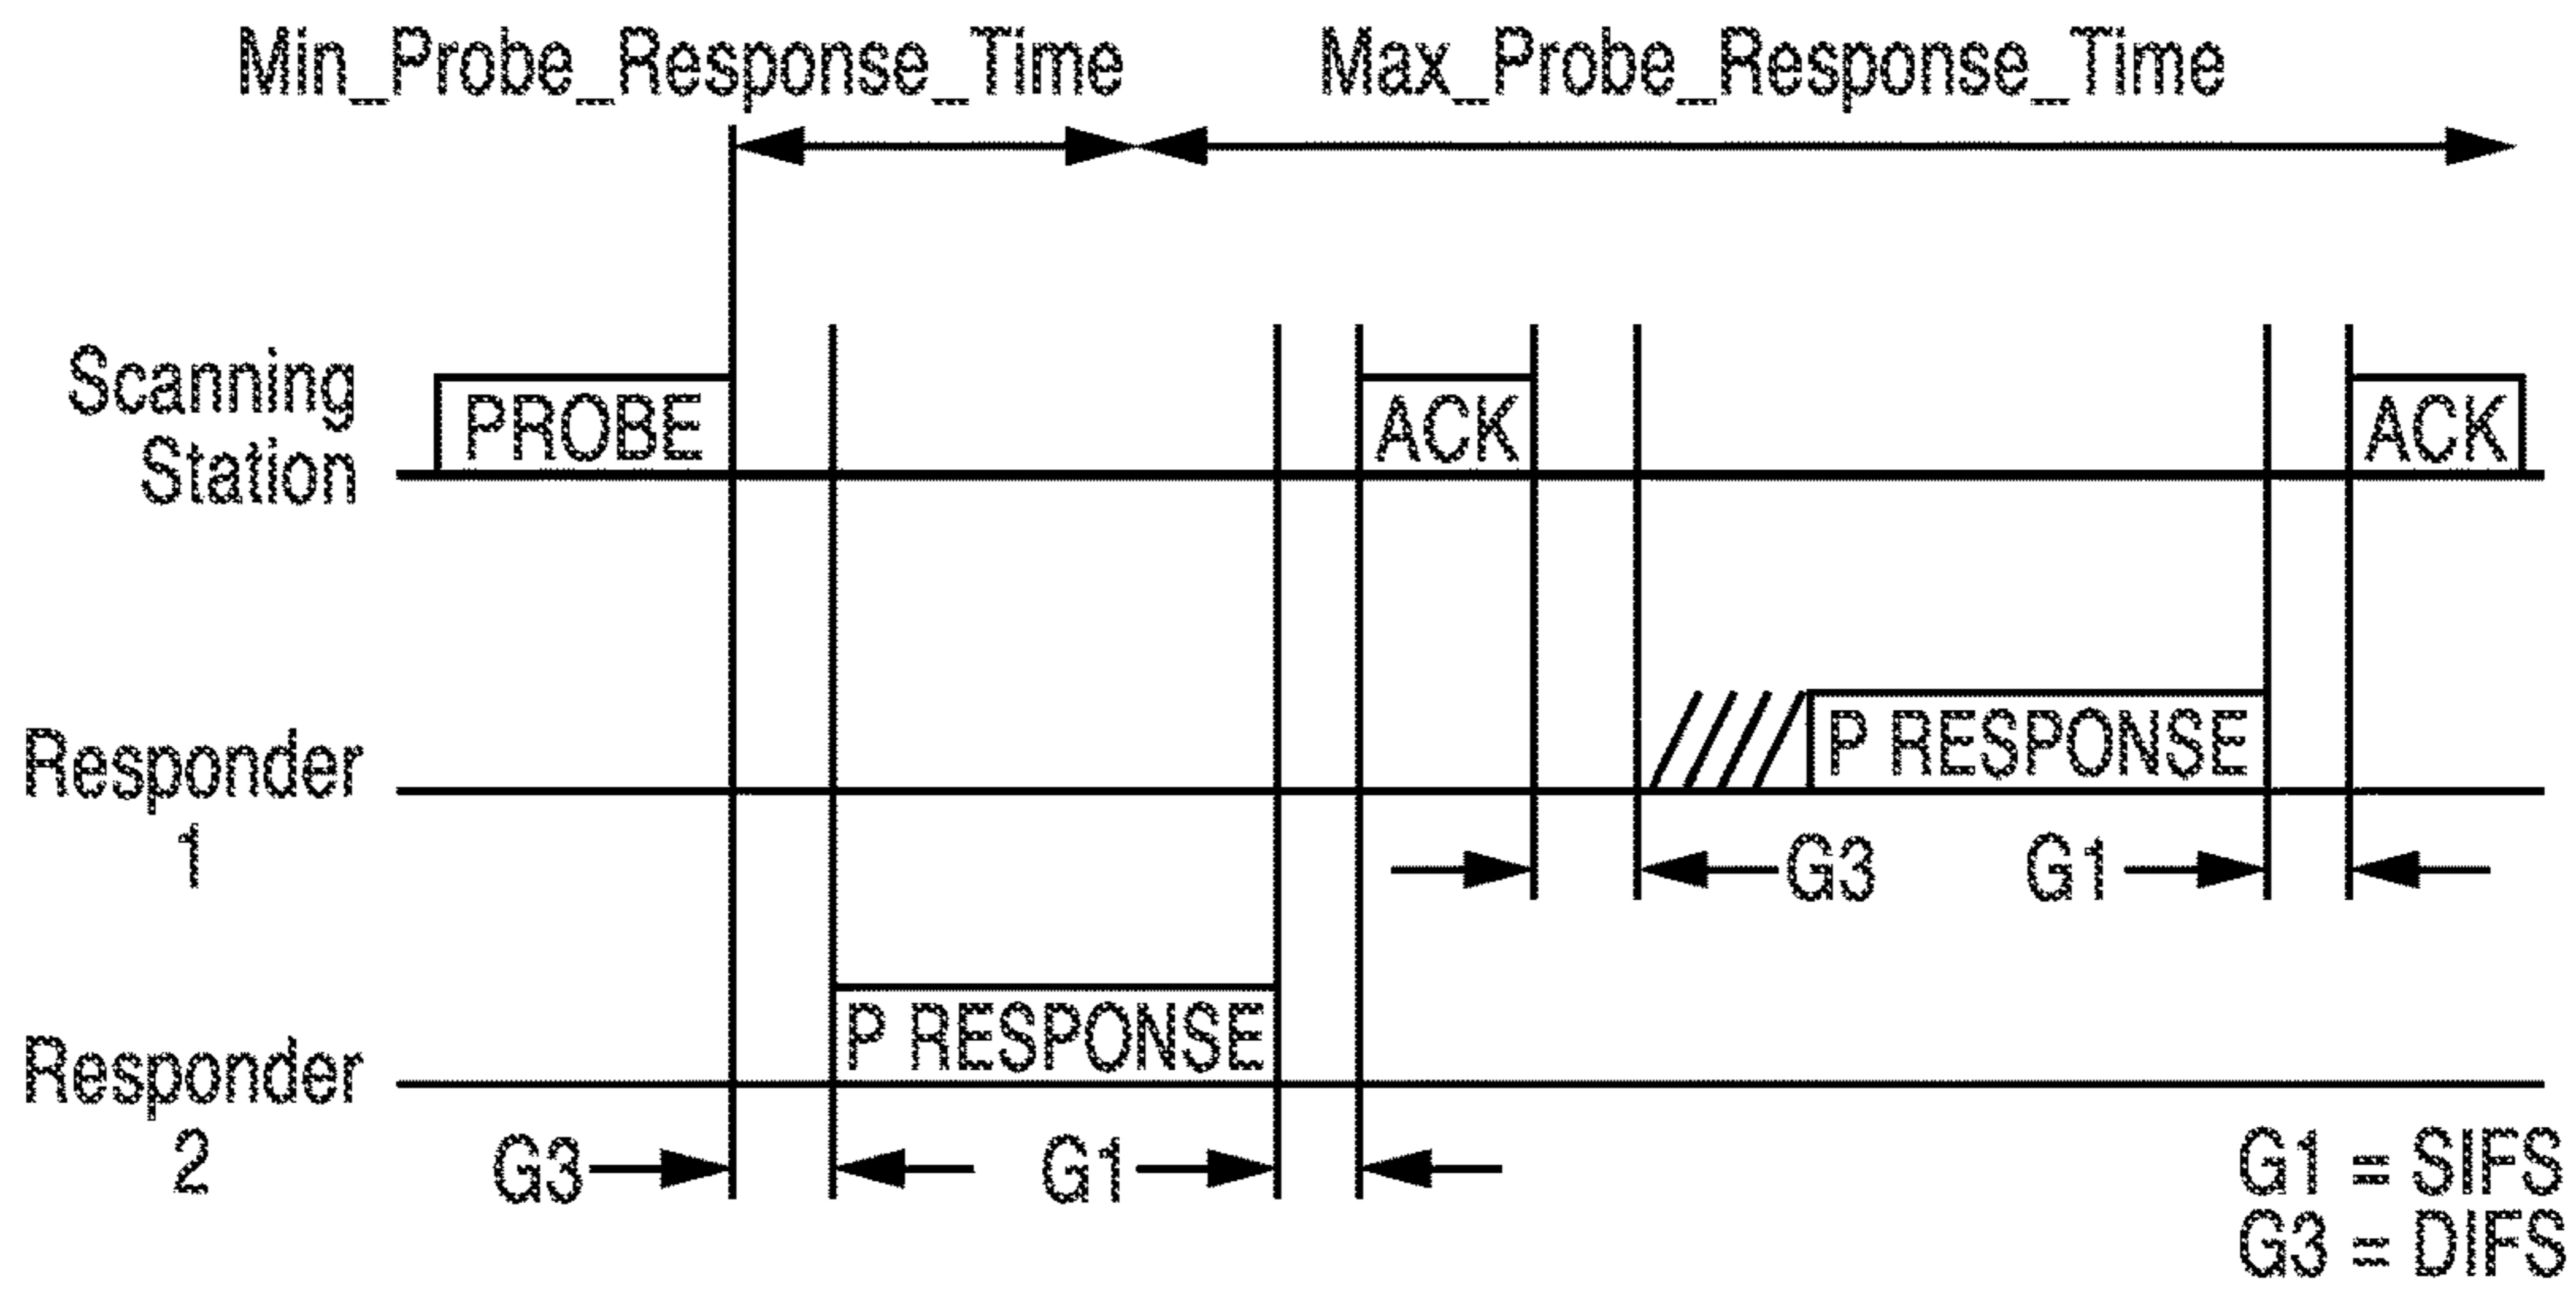 Min_Probe_Response_Time
Max_Probe_Response_Time
Scanning
Station
PROBE
ACK
ACK
Responder
1
P RESPONSE
G3
G1
Responder
2
P RESPONSE
G3
G1
G1 = SIFS
G3 = DIFS